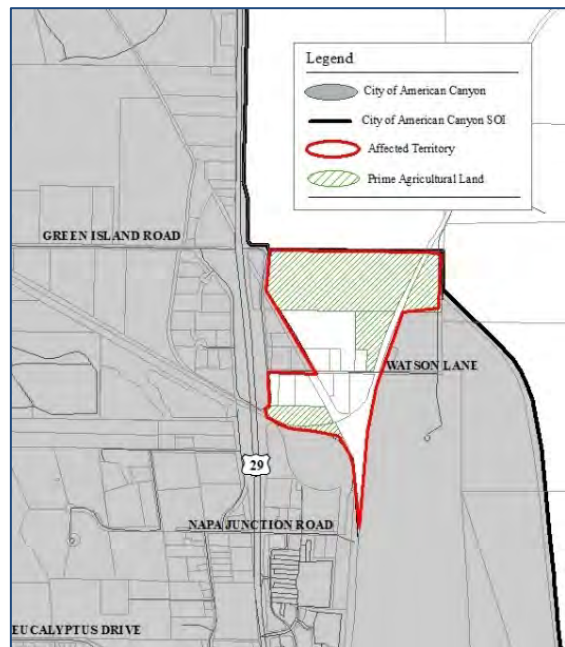 Legend
City of American Canyon
City of American Canyon SOI
Affected Territory
Prime Agricultural Land
GREEN ISLAND ROAD
WATSON LANE
29
NAPA JUNCTION ROAD
EUCALYPTUS DRIVE